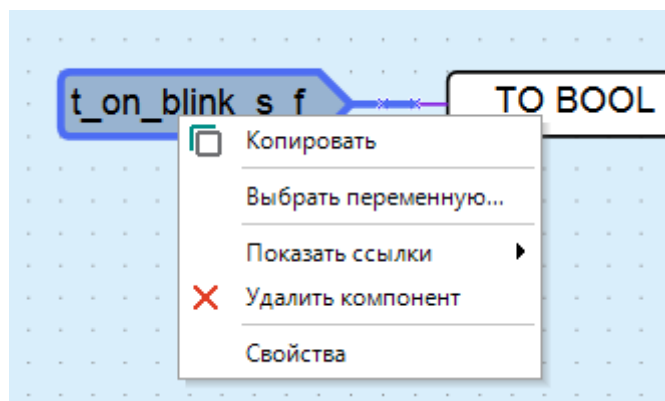 t_on_blink_s_f
TO BOOL
Копировать
Выбрать переменную...
Показать ссылки
Удалить компонент
Свойства